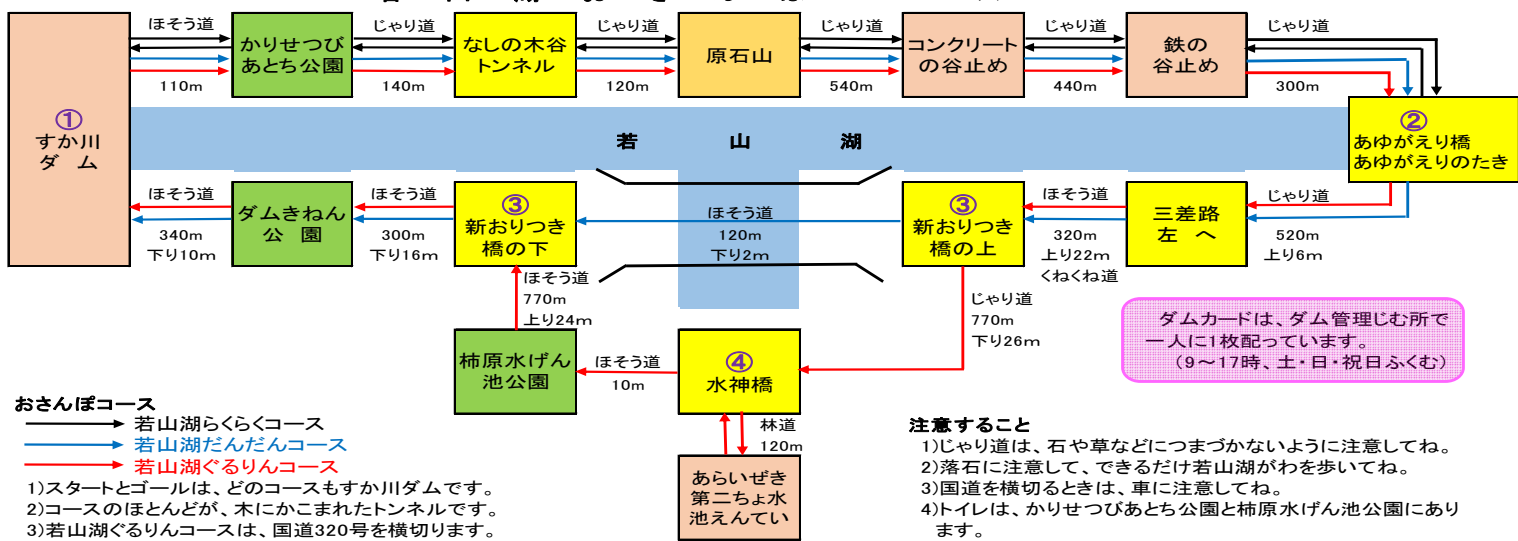 ほそう道
じゃり道
じゃり道
じゃり道
じゃり道
じゃり道
かりせつび
あとち公園
なしの木谷
トンネル
原石山
コンクリート
の谷止め
鉄の
谷止め
110m
140m
120m
540m
440m
300m
①
すか川
ダ ム
②
あゆがえり橋
あゆがえりのたき
若 山 湖
ほそう道
340m
下り10m
ダムきねん
公 園
ほそう道
300m
下り16m
③
新おりつき
橋の下
ほそう道
120m
下り2m
③
新おりつき
橋の上
ほそう道
320m
上り22m
くねくね道
三差路
左 へ
じゃり道
520m
上り6m
ほそう道
770m
上り24m
じゃり道
770m
下り26m
柿原水げん
池公園
ほそう道
10m
④
水神橋
林道
120m
あらいぜき
第二ちょ水
池えんてい
ダムカードは、ダム管理じむ所で
一人に1枚配っています。
(9～17時、土・日・祝日ふくむ)
おさんぽコース
若山湖らくらくコース
若山湖だんだんコース
若山湖ぐるりんコース
1)スタートとゴールは、どのコースもすか川ダムです。
2)コースのほとんどが、木にかこまれたトンネルです。
3)若山湖ぐるりんコースは、国道320号を横切ります。
注意すること
1)じゃり道は、石や草などにつまづかないように注意してね。
2)落石に注意して、できるだけ若山湖がわを歩いてね。
3)国道を横切るときは、車に注意してね。
4)トイレは、かりせつびあとち公園と柿原水げん池公園にあり
ます。